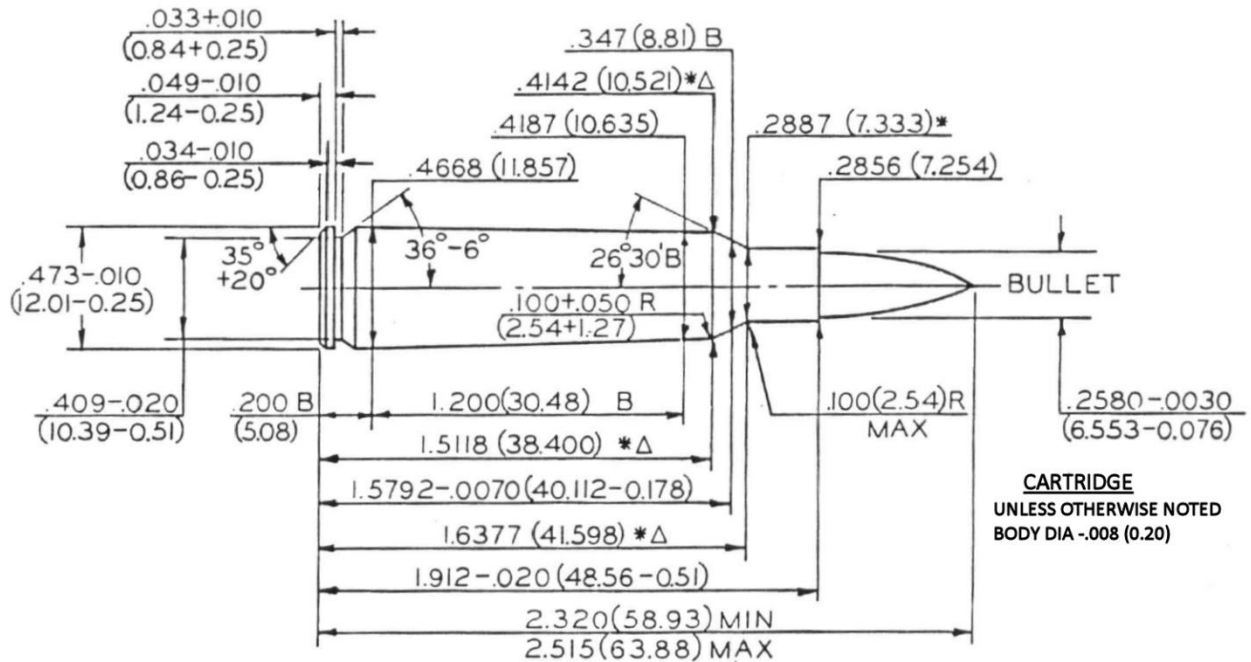 .033+.010
(0.84+0.25)
.049-.010
(1.24-0.25)
.034-.010
(0.86-0.25)
.347(8.81) B
.4142 (10.521)*Δ
.4187 (10.635)
.2887 (7.333)*
.2856 (7.254)
.4668 (11.857)
35°
+20°
36°-6°
26°30'B
.473-.010
(12.01-0.25)
.100+.050 R
(2.54+1.27)
BULLET
.409-.020
(10.39-0.51)
.200 B
(5.08)
1.200(30.48) B
.100(2.54)R
MAX
.2580-.0030
(6.553-0.076)
1.5118 (38.400) *Δ
1.5792-.0070(40.112-0.178)
1.6377 (41.598) *Δ
1.912-.020 (48.56-0.51)
2.320(58.93) MIN
2.515(63.88) MAX
CARTRIDGE
UNLESS OTHERWISE NOTED
BODY DIA -.008 (0.20)